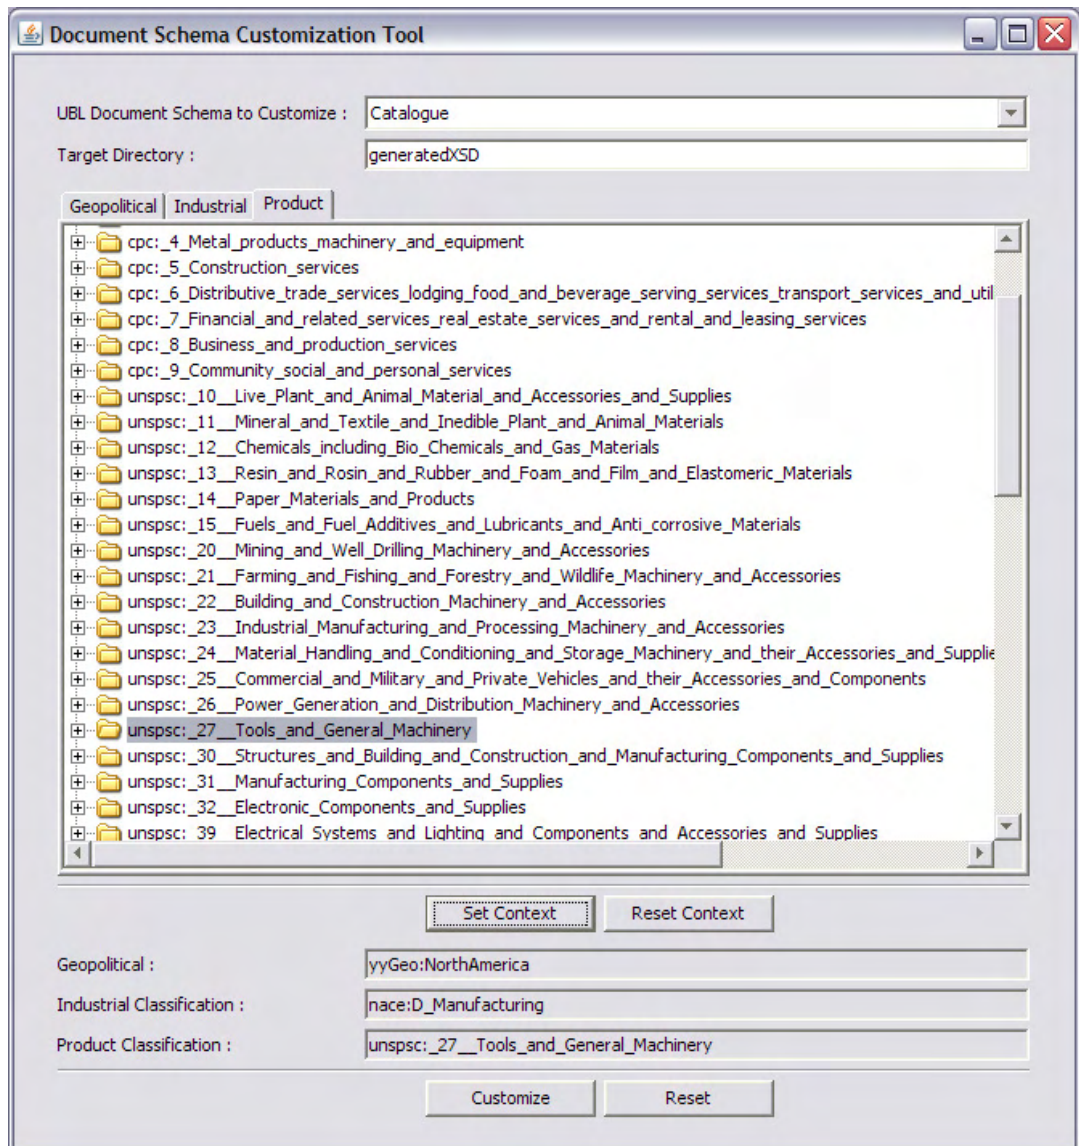 Document Schema Customization Tool
UBL Document Schema to Customize :
Catalogue
Target Directory :
generatedXSD
Geopolitical
Industrial
Product
cpc:_4_Metal_products_machinery_and_equipment
cpc:_5_Construction_services
cpc:_6_Distributive_trade_services_lodging_food_and_beverage_serving_services_transport_services_and_util
cpc:_7_Financial_and_related_services_real_estate_services_and_rental_and_leasing_services
cpc:_8_Business_and_production_services
cpc:_9_Community_social_and_personal_services
unspsc:_10__Live_Plant_and_Animal_Material_and_Accessories_and_Supplies
unspsc:_11__Mineral_and_Textile_and_Inedible_Plant_and_Animal_Materials
unspsc:_12__Chemicals_including_Bio_Chemicals_and_Gas_Materials
unspsc:_13__Resin_and_Rosin_and_Rubber_and_Foam_and_Film_and_Elastomeric_Materials
unspsc:_14__Paper_Materials_and_Products
unspsc:_15__Fuels_and_Fuel_Additives_and_Lubricants_and_Anti_corrosive_Materials
unspsc:_20__Mining_and_Well_Drilling_Machinery_and_Accessories
unspsc:_21__Farming_and_Fishing_and_Forestry_and_Wildlife_Machinery_and_Accessories
unspsc:_22__Building_and_Construction_Machinery_and_Accessories
unspsc:_23__Industrial_Manufacturing_and_Processing_Machinery_and_Accessories
unspsc:_24__Material_Handling_and_Conditioning_and_Storage_Machinery_and_their_Accessories_and_Supplie
unspsc:_25__Commercial_and_Military_and_Private_Vehicles_and_their_Accessories_and_Components
unspsc:_26__Power_Generation_and_Distribution_Machinery_and_Accessories
unspsc:_27__Tools_and_General_Machinery
unspsc:_30__Structures_and_Building_and_Construction_and_Manufacturing_Components_and_Supplies
unspsc:_31__Manufacturing_Components_and_Supplies
unspsc:_32__Electronic_Components_and_Supplies
unspsc:_39__Electrical_Systems_and_Lighting_and_Components_and_Accessories_and_Supplies
Set Context
Reset Context
Geopolitical :
yyGeo:NorthAmerica
Industrial Classification :
nace:D_Manufacturing
Product Classification :
unspsc:_27__Tools_and_General_Machinery
Customize
Reset